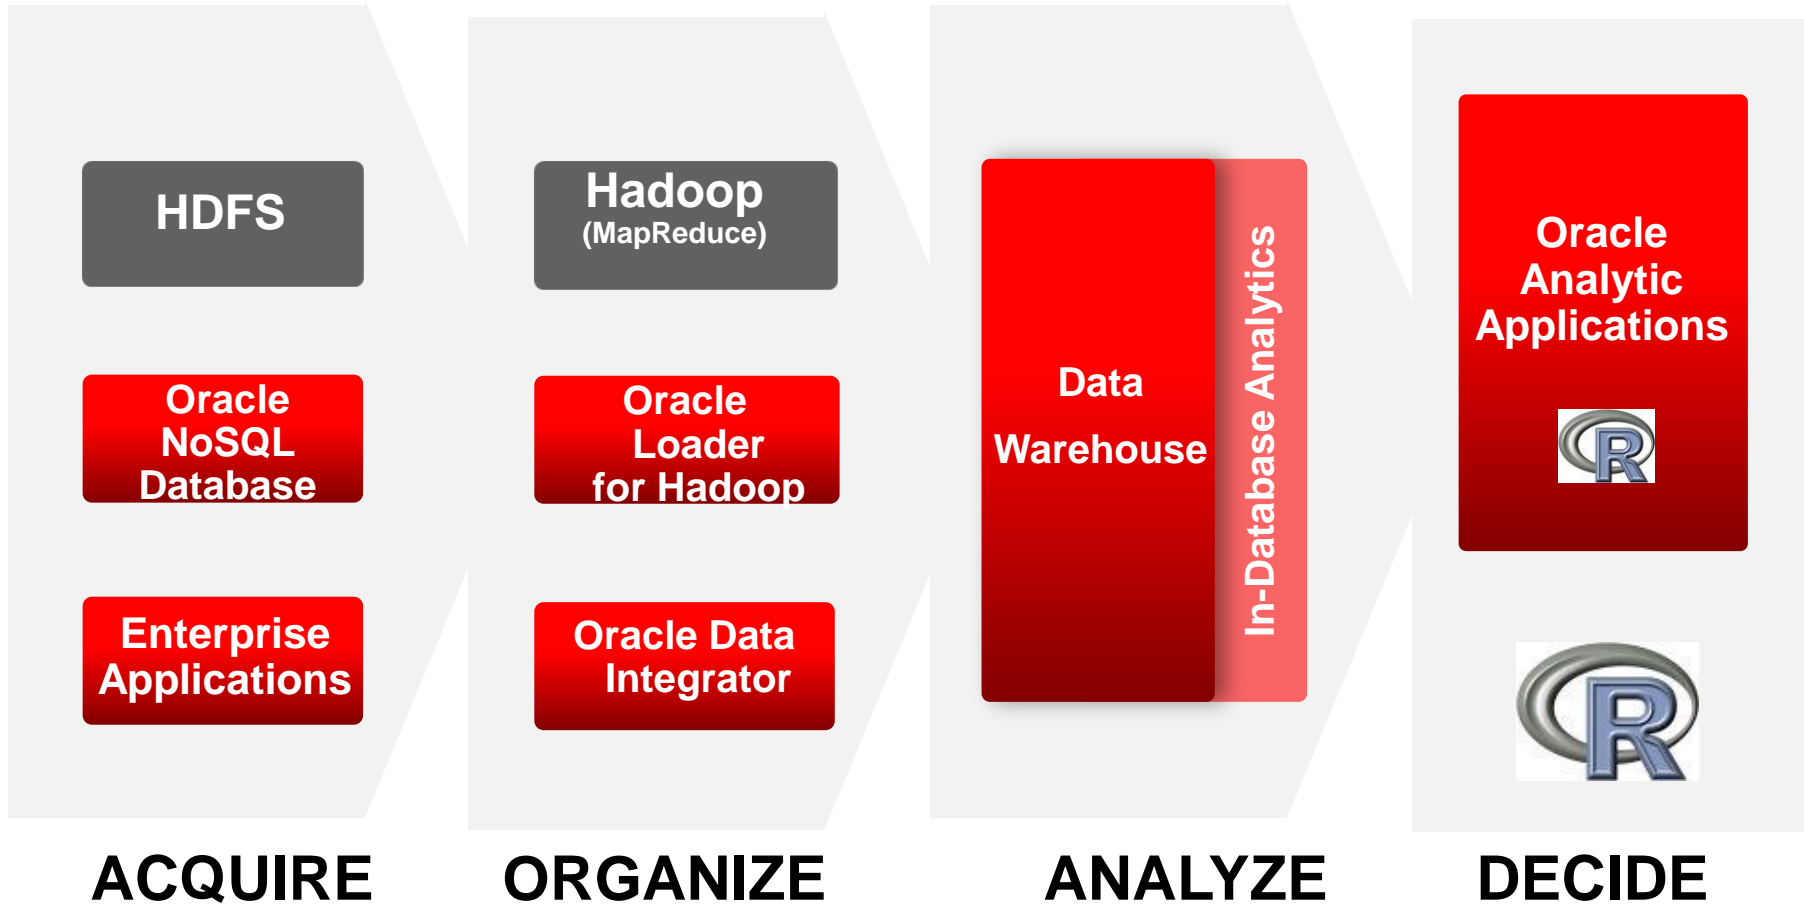 HDFS
Oracle
NoSQL
Database
Enterprise
Applications
ACQUIRE
Hadoop
(MapReduce)
Oracle
Loader
for Hadoop
Oracle Data
Integrator
ORGANIZE
Data
Warehouse
In-Database Analytics
ANALYZE
Oracle
Analytic
Applications
R
R
DECIDE